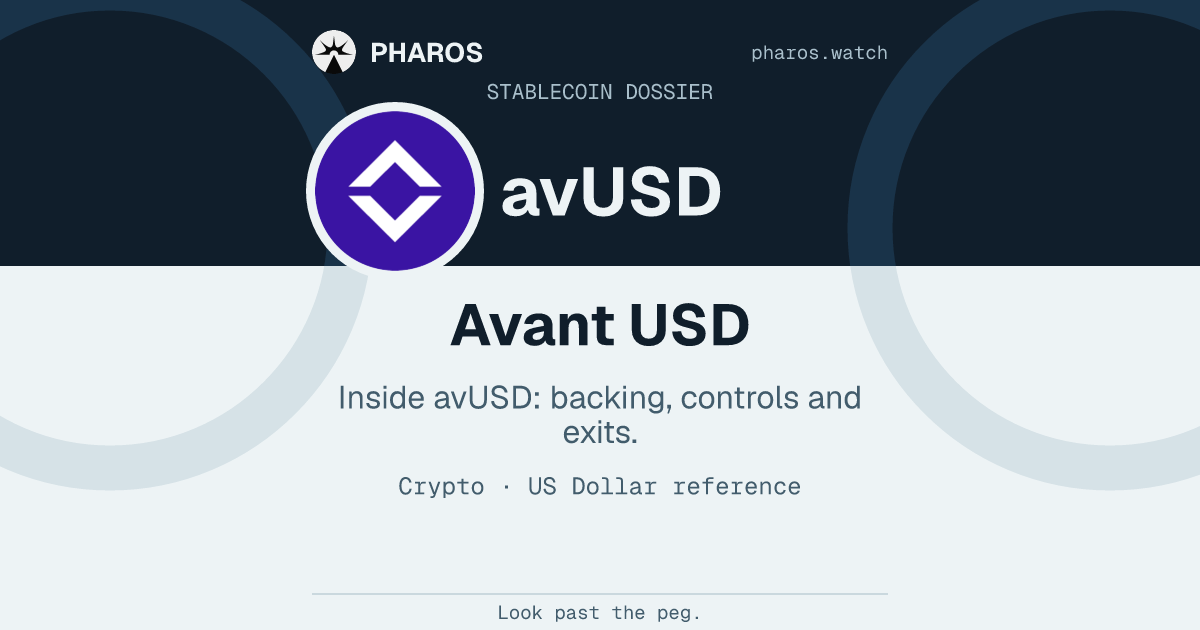 PHAROS
pharos.watch
STABLECOIN DOSSIER
avUSD
Avant USD
Inside avUSD: backing, controls and
exits.
Crypto · US Dollar reference
Look past the peg.